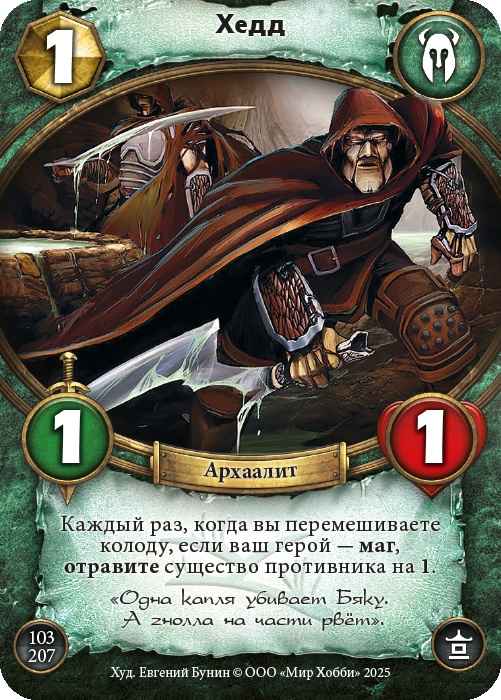 Хедд
1
1
1
Архаалит
Каждый раз, когда вы перемешиваете
колоду, если ваш герой — маг,
отравите существо противника на 1.
«Одна капля убивает Бяку.
А гнолла на части рвёт».
103
207
Худ. Евгений Бунин © ООО «Мир Хобби» 2025